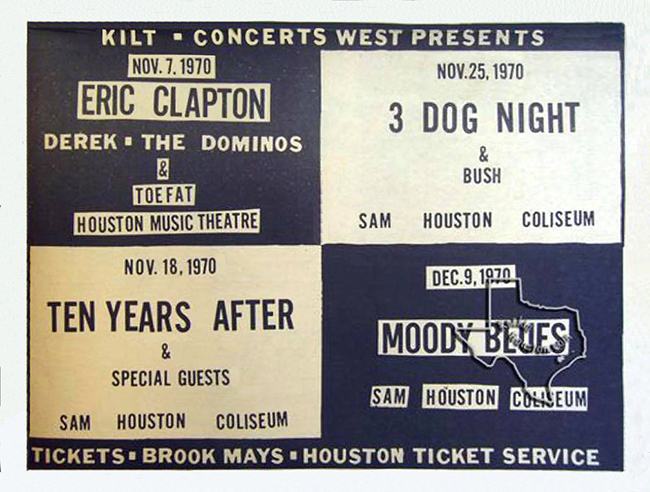 KILT ▪ CONCERTS WEST PRESENTS
NOV. 7, 1970
ERIC CLAPTON
DEREK ▪ THE DOMINOS
&
TOEFAT
HOUSTON MUSIC THEATRE
NOV. 25, 1970
3 DOG NIGHT
&
BUSH
SAM HOUSTON COLISEUM
NOV. 18, 1970
TEN YEARS AFTER
&
SPECIAL GUESTS
SAM HOUSTON COLISEUM
DEC. 9, 1970
MOODY BLUES
SAM HOUSTON COLISEUM
TICKETS ▪ BROOK MAYS ▪ HOUSTON TICKET SERVICE